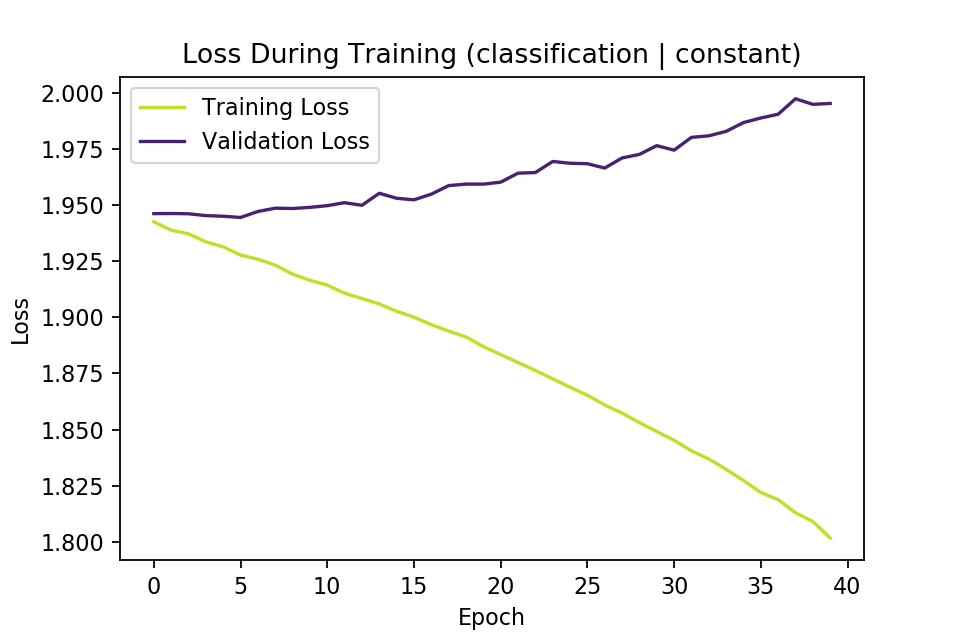 Loss During Training (classification | constant)
Training Loss
Validation Loss
2.000
1.975
1.950
1.925
1.900
1.875
1.850
1.825
1.800
Loss
0 5 10 15 20 25 30 35 40
Epoch